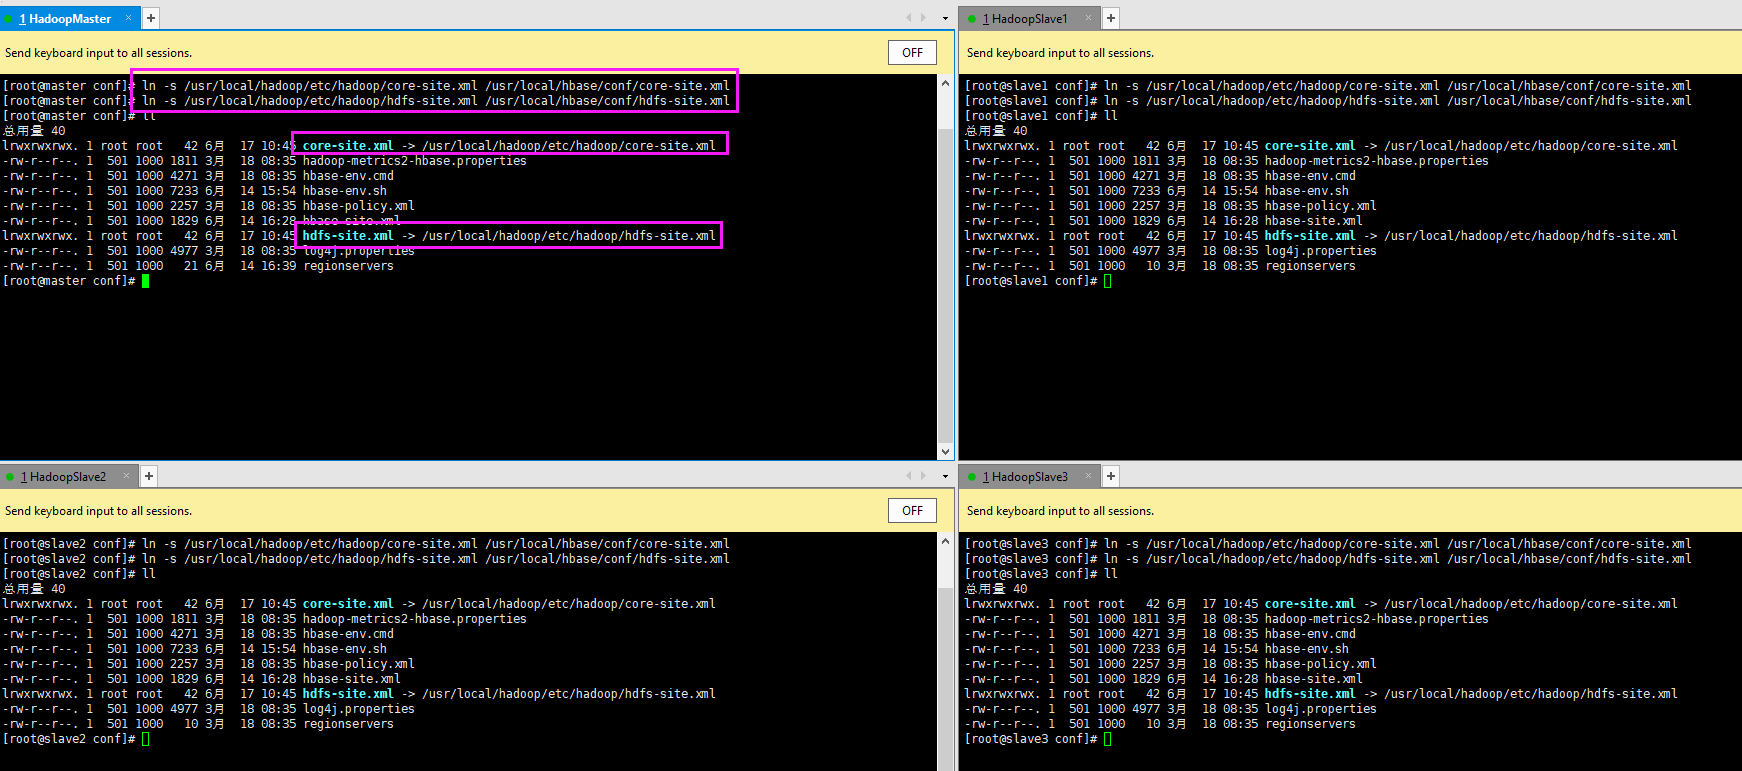 1 HadoopMaster × +
Send keyboard input to all sessions. OFF
[root@master conf]# ln -s /usr/local/hadoop/etc/hadoop/core-site.xml /usr/local/hbase/conf/core-site.xml
[root@master conf]# ln -s /usr/local/hadoop/etc/hadoop/hdfs-site.xml /usr/local/hbase/conf/hdfs-site.xml
[root@master conf]# ll
总用量 40
lrwxrwxrwx. 1 root root   42 6月  17 10:45 core-site.xml -> /usr/local/hadoop/etc/hadoop/core-site.xml
-rw-r--r--. 1  501 1000 1811 3月  18 08:35 hadoop-metrics2-hbase.properties
-rw-r--r--. 1  501 1000 4271 3月  18 08:35 hbase-env.cmd
-rw-r--r--. 1  501 1000 7233 6月  14 15:54 hbase-env.sh
-rw-r--r--. 1  501 1000 2257 3月  18 08:35 hbase-policy.xml
-rw-r--r--. 1  501 1000 1829 6月  14 16:28 hbase-site.xml
lrwxrwxrwx. 1 root root   42 6月  17 10:45 hdfs-site.xml -> /usr/local/hadoop/etc/hadoop/hdfs-site.xml
-rw-r--r--. 1  501 1000 4977 3月  18 08:35 log4j.properties
-rw-r--r--. 1  501 1000   21 6月  14 16:39 regionservers
[root@master conf]#
1 HadoopSlave1 × +
Send keyboard input to all sessions.
[root@slave1 conf]# ln -s /usr/local/hadoop/etc/hadoop/core-site.xml /usr/local/hbase/conf/core-site.xml
[root@slave1 conf]# ln -s /usr/local/hadoop/etc/hadoop/hdfs-site.xml /usr/local/hbase/conf/hdfs-site.xml
[root@slave1 conf]# ll
总用量 40
lrwxrwxrwx. 1 root root   42 6月  17 10:45 core-site.xml -> /usr/local/hadoop/etc/hadoop/core-site.xml
-rw-r--r--. 1  501 1000 1811 3月  18 08:35 hadoop-metrics2-hbase.properties
-rw-r--r--. 1  501 1000 4271 3月  18 08:35 hbase-env.cmd
-rw-r--r--. 1  501 1000 7233 6月  14 15:54 hbase-env.sh
-rw-r--r--. 1  501 1000 2257 3月  18 08:35 hbase-policy.xml
-rw-r--r--. 1  501 1000 1829 6月  14 16:28 hbase-site.xml
lrwxrwxrwx. 1 root root   42 6月  17 10:45 hdfs-site.xml -> /usr/local/hadoop/etc/hadoop/hdfs-site.xml
-rw-r--r--. 1  501 1000 4977 3月  18 08:35 log4j.properties
-rw-r--r--. 1  501 1000   10 3月  18 08:35 regionservers
[root@slave1 conf]#
1 HadoopSlave2 × +
Send keyboard input to all sessions. OFF
[root@slave2 conf]# ln -s /usr/local/hadoop/etc/hadoop/core-site.xml /usr/local/hbase/conf/core-site.xml
[root@slave2 conf]# ln -s /usr/local/hadoop/etc/hadoop/hdfs-site.xml /usr/local/hbase/conf/hdfs-site.xml
[root@slave2 conf]# ll
总用量 40
lrwxrwxrwx. 1 root root   42 6月  17 10:45 core-site.xml -> /usr/local/hadoop/etc/hadoop/core-site.xml
-rw-r--r--. 1  501 1000 1811 3月  18 08:35 hadoop-metrics2-hbase.properties
-rw-r--r--. 1  501 1000 4271 3月  18 08:35 hbase-env.cmd
-rw-r--r--. 1  501 1000 7233 6月  14 15:54 hbase-env.sh
-rw-r--r--. 1  501 1000 2257 3月  18 08:35 hbase-policy.xml
-rw-r--r--. 1  501 1000 1829 6月  14 16:28 hbase-site.xml
lrwxrwxrwx. 1 root root   42 6月  17 10:45 hdfs-site.xml -> /usr/local/hadoop/etc/hadoop/hdfs-site.xml
-rw-r--r--. 1  501 1000 4977 3月  18 08:35 log4j.properties
-rw-r--r--. 1  501 1000   10 3月  18 08:35 regionservers
[root@slave2 conf]#
1 HadoopSlave3 × +
Send keyboard input to all sessions.
[root@slave3 conf]# ln -s /usr/local/hadoop/etc/hadoop/core-site.xml /usr/local/hbase/conf/core-site.xml
[root@slave3 conf]# ln -s /usr/local/hadoop/etc/hadoop/hdfs-site.xml /usr/local/hbase/conf/hdfs-site.xml
[root@slave3 conf]# ll
总用量 40
lrwxrwxrwx. 1 root root   42 6月  17 10:45 core-site.xml -> /usr/local/hadoop/etc/hadoop/core-site.xml
-rw-r--r--. 1  501 1000 1811 3月  18 08:35 hadoop-metrics2-hbase.properties
-rw-r--r--. 1  501 1000 4271 3月  18 08:35 hbase-env.cmd
-rw-r--r--. 1  501 1000 7233 6月  14 15:54 hbase-env.sh
-rw-r--r--. 1  501 1000 2257 3月  18 08:35 hbase-policy.xml
-rw-r--r--. 1  501 1000 1829 6月  14 16:28 hbase-site.xml
lrwxrwxrwx. 1 root root   42 6月  17 10:45 hdfs-site.xml -> /usr/local/hadoop/etc/hadoop/hdfs-site.xml
-rw-r--r--. 1  501 1000 4977 3月  18 08:35 log4j.properties
-rw-r--r--. 1  501 1000   10 3月  18 08:35 regionservers
[root@slave3 conf]#